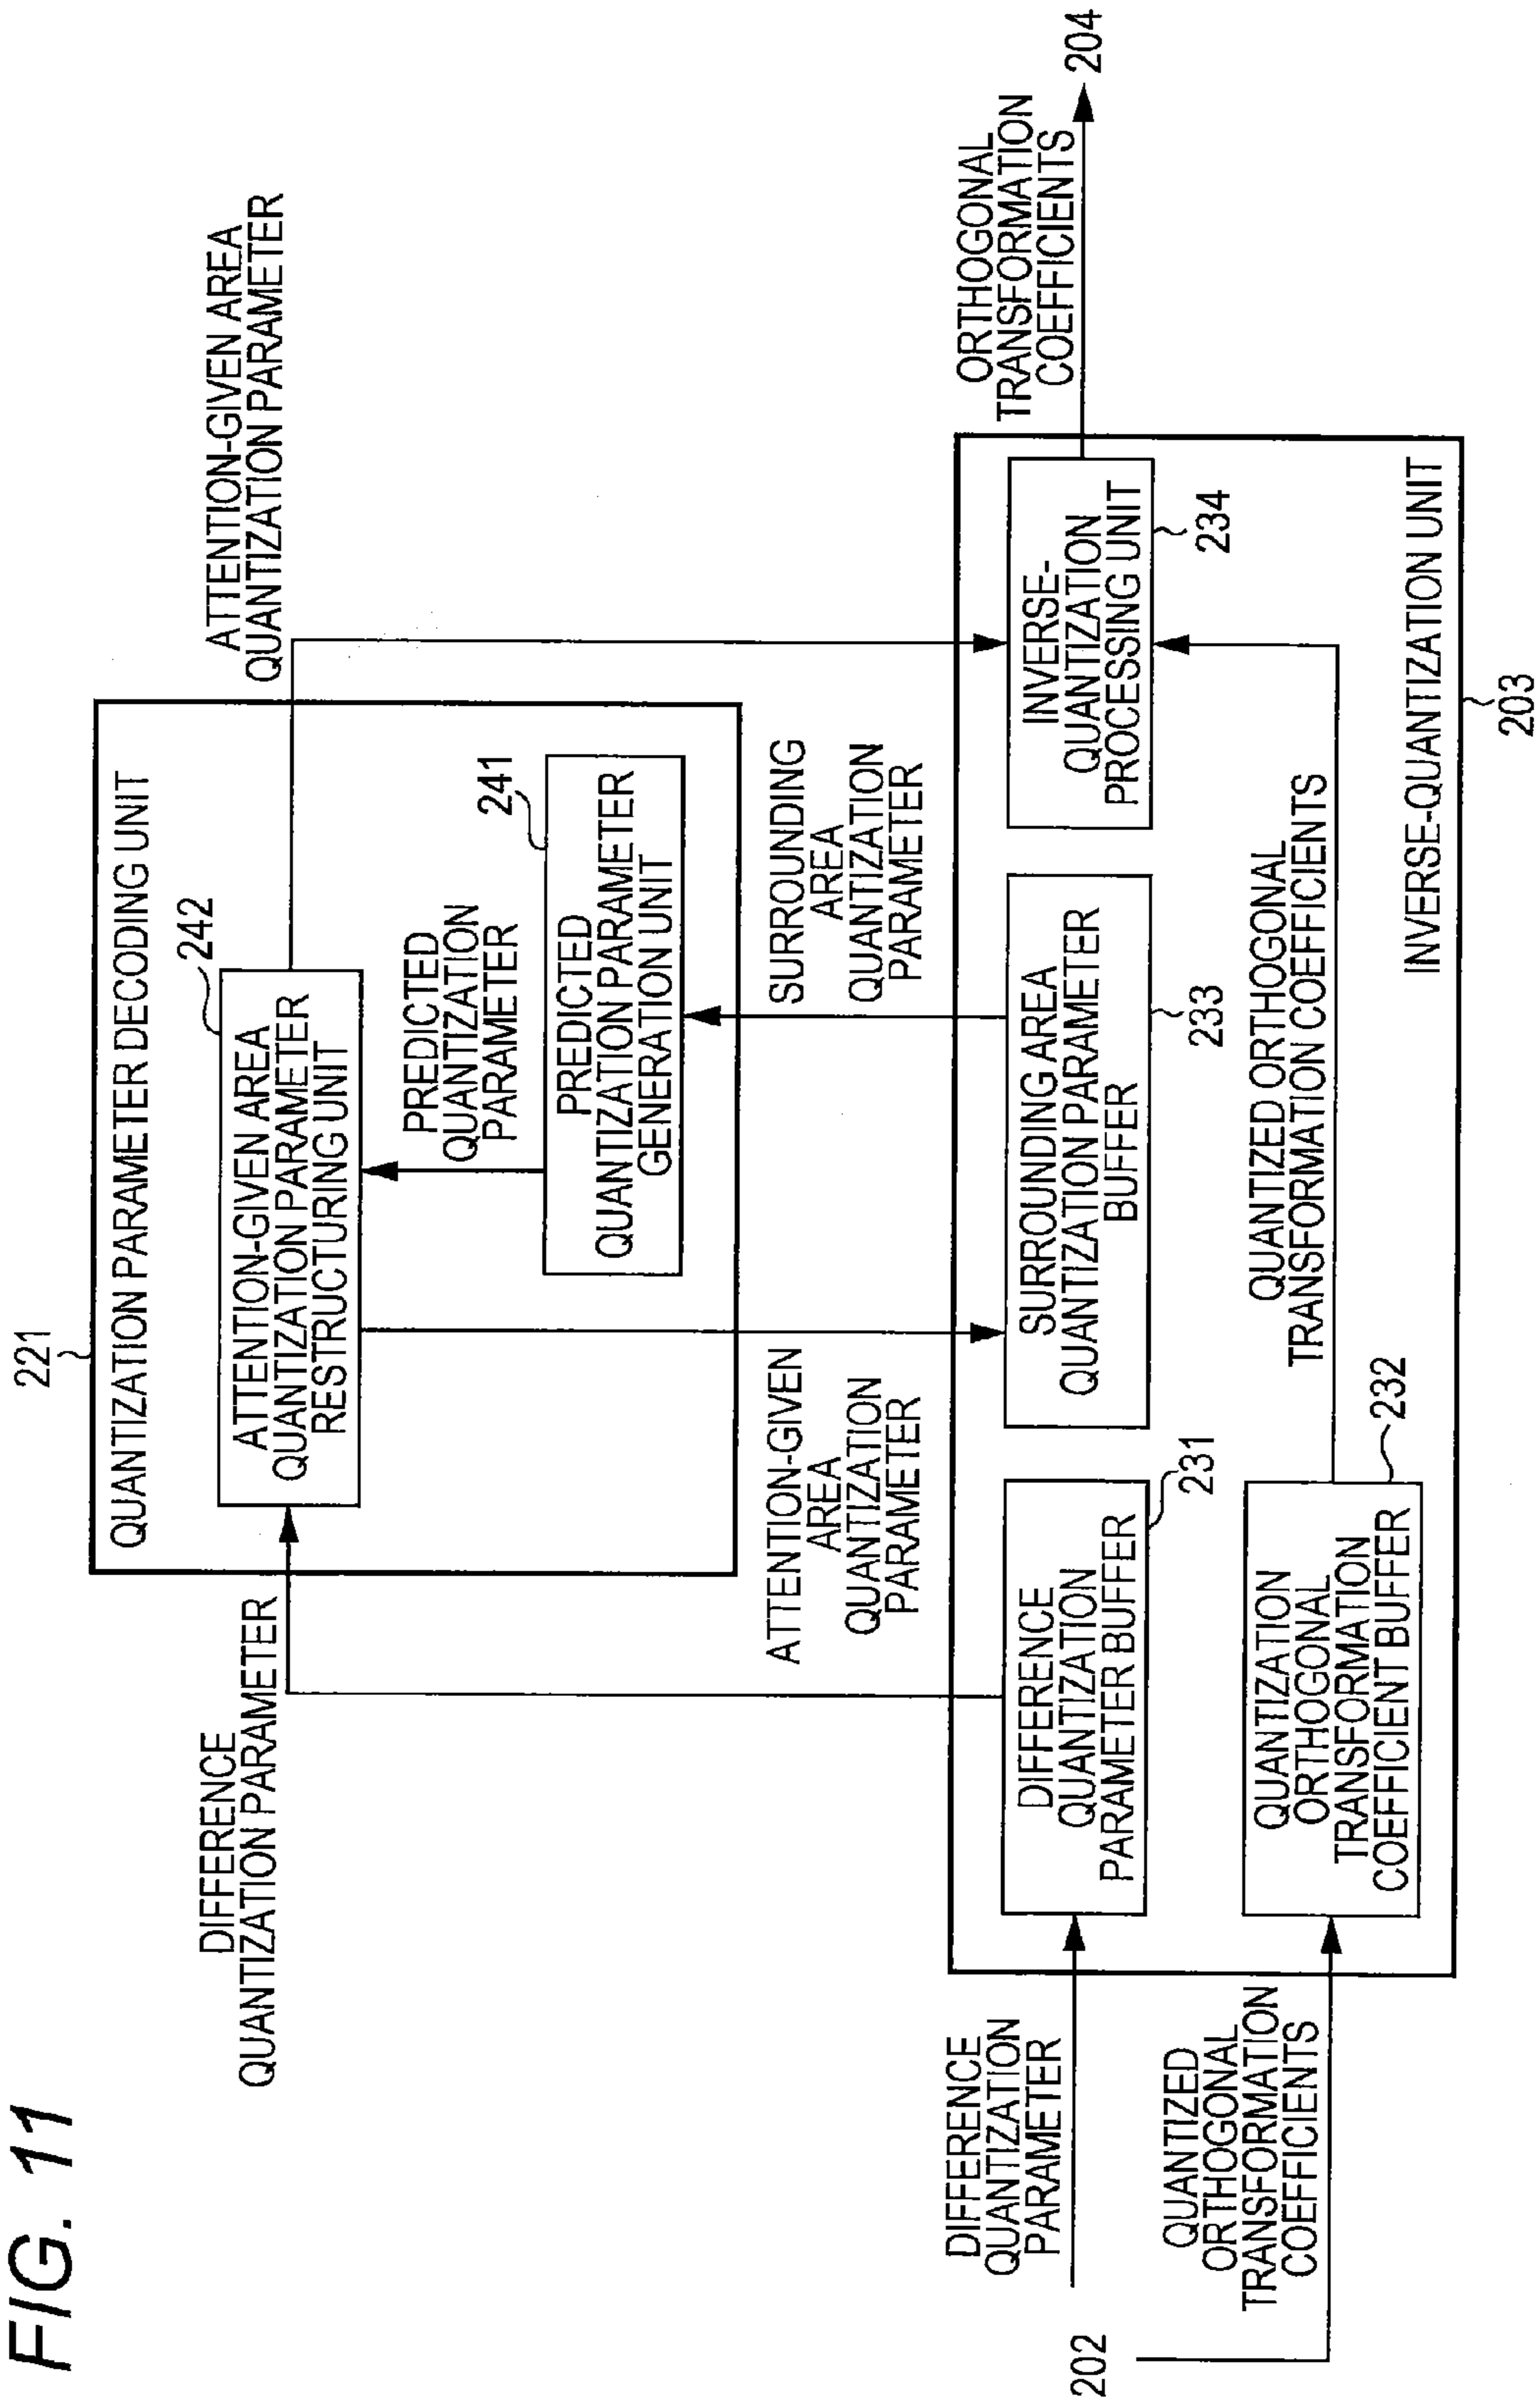 FIG. 11
221
QUANTIZATION PARAMETER DECODING UNIT
DIFFERENCE
QUANTIZATION PARAMETER
242
ATTENTION-GIVEN AREA
QUANTIZATION PARAMETER
RESTRUCTURING UNIT
ATTENTION-GIVEN AREA
QUANTIZATION PARAMETER
PREDICTED
QUANTIZATION
PARAMETER
241
PREDICTED
QUANTIZATION PARAMETER
GENERATION UNIT
ATTENTION-GIVEN
AREA
QUANTIZATION
PARAMETER
SURROUNDING
AREA
QUANTIZATION
PARAMETER
DIFFERENCE
QUANTIZATION
PARAMETER
DIFFERENCE
QUANTIZATION
PARAMETER BUFFER
231
SURROUNDING AREA
QUANTIZATION PARAMETER
BUFFER
233
INVERSE-
QUANTIZATION
PROCESSING UNIT
234
ORTHOGONAL
TRANSFORMATION
COEFFICIENTS
204
202
QUANTIZED
ORTHOGONAL
TRANSFORMATION
COEFFICIENTS
QUANTIZATION
ORTHOGONAL
TRANSFORMATION
COEFFICIENT BUFFER
232
QUANTIZED ORTHOGONAL
TRANSFORMATION COEFFICIENTS
INVERSE-QUANTIZATION UNIT
203